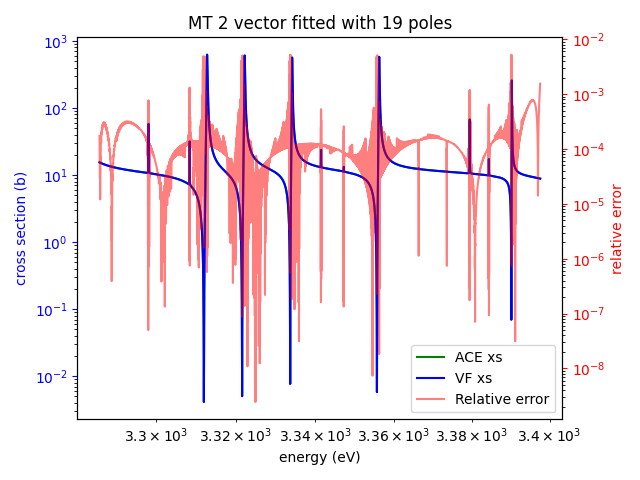 MT 2 vector fitted with 19 poles
10³
10²
10¹
10⁰
10⁻¹
10⁻²
cross section (b)
10⁻²
10⁻³
10⁻⁴
10⁻⁵
10⁻⁶
10⁻⁷
10⁻⁸
relative error
ACE xs
VF xs
Relative error
3.3 × 10³ 3.32 × 10³ 3.34 × 10³ 3.36 × 10³ 3.38 × 10³ 3.4 × 10³
energy (eV)